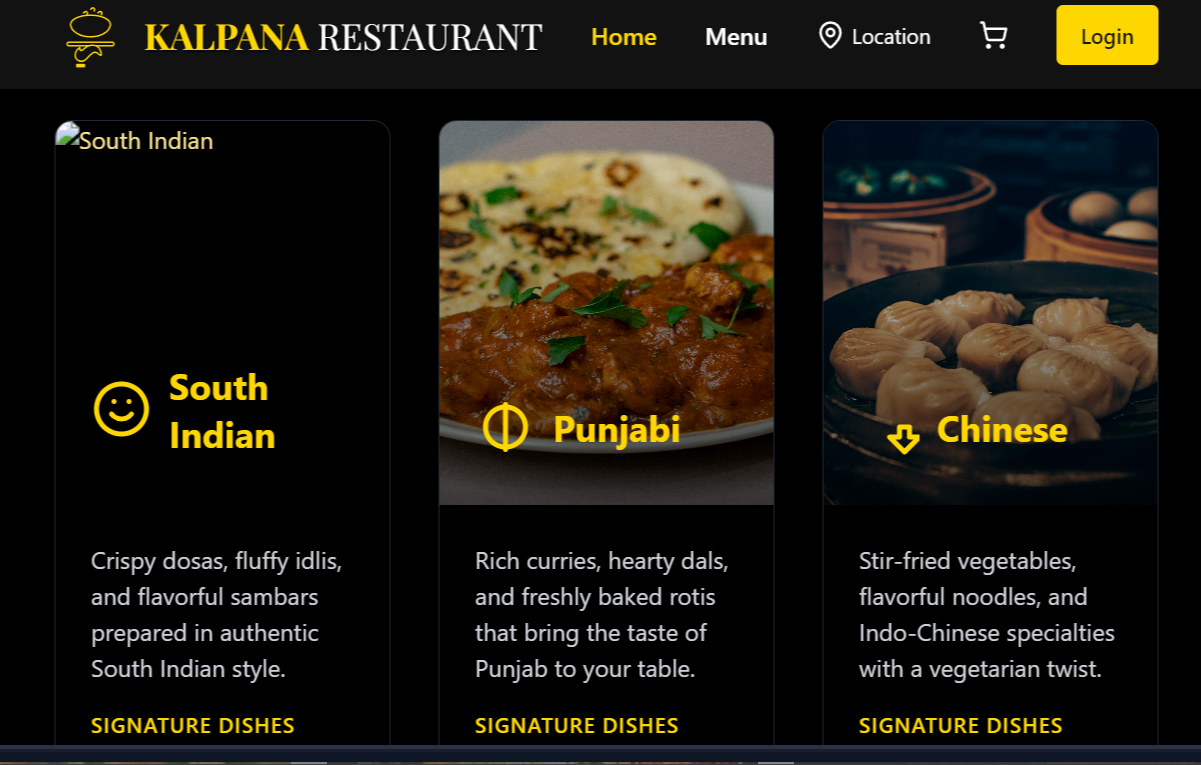 KALPANA RESTAURANT
Home
Menu
Location
Login
South Indian
South
Indian
Crispy dosas, fluffy idlis,
and flavorful sambars
prepared in authentic
South Indian style.
SIGNATURE DISHES
Punjabi
Rich curries, hearty dals,
and freshly baked rotis
that bring the taste of
Punjab to your table.
SIGNATURE DISHES
Chinese
Stir-fried vegetables,
flavorful noodles, and
Indo-Chinese specialties
with a vegetarian twist.
SIGNATURE DISHES